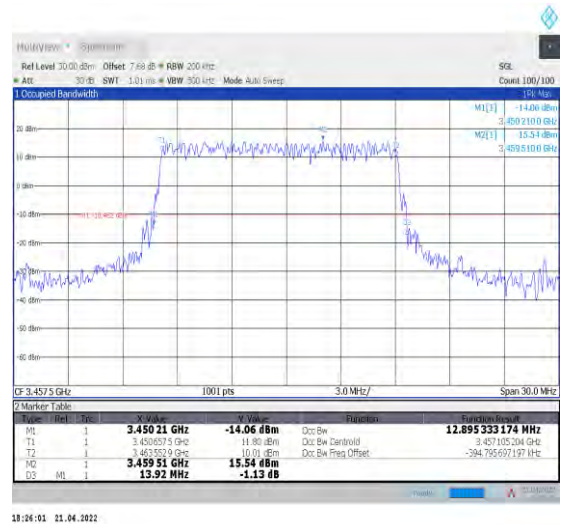 MultiView Spectrum
Ref Level 30.00 dBm Offset 7.68 dB RBW 200 kHz SGL
Att 30 dB SWT 1.01 ms VBW 500 kHz Mode Auto Sweep Count 100/100
1 Occupied Bandwidth 1Pk Max
M1[1] -14.06 dBm
3.450 210 0 GHz
M2[1] 15.54 dBm
3.459 510 0 GHz
20 dBm
10 dBm
0 dBm
-10 dBm
-20 dBm
-30 dBm
-40 dBm
-50 dBm
-60 dBm
CF 3.457 5 GHz 1001 pts 3.0 MHz/ Span 30.0 MHz
2 Marker Table
Type Ref Trc X Value Y Value Function Function Result
M1 1 3.450 21 GHz -14.06 dBm Occ Bw 12.895 333 174 MHz
T1 1 3.450 657 5 GHz 11.80 dBm Occ Bw Centroid 3.457 105 204 GHz
T2 1 3.463 552 9 GHz 10.01 dBm Occ Bw Freq Offset -394.795 697 197 kHz
M2 1 3.459 51 GHz 15.54 dBm
D3 M1 1 13.92 MHz -1.13 dB
18:26:01 21.04.2022